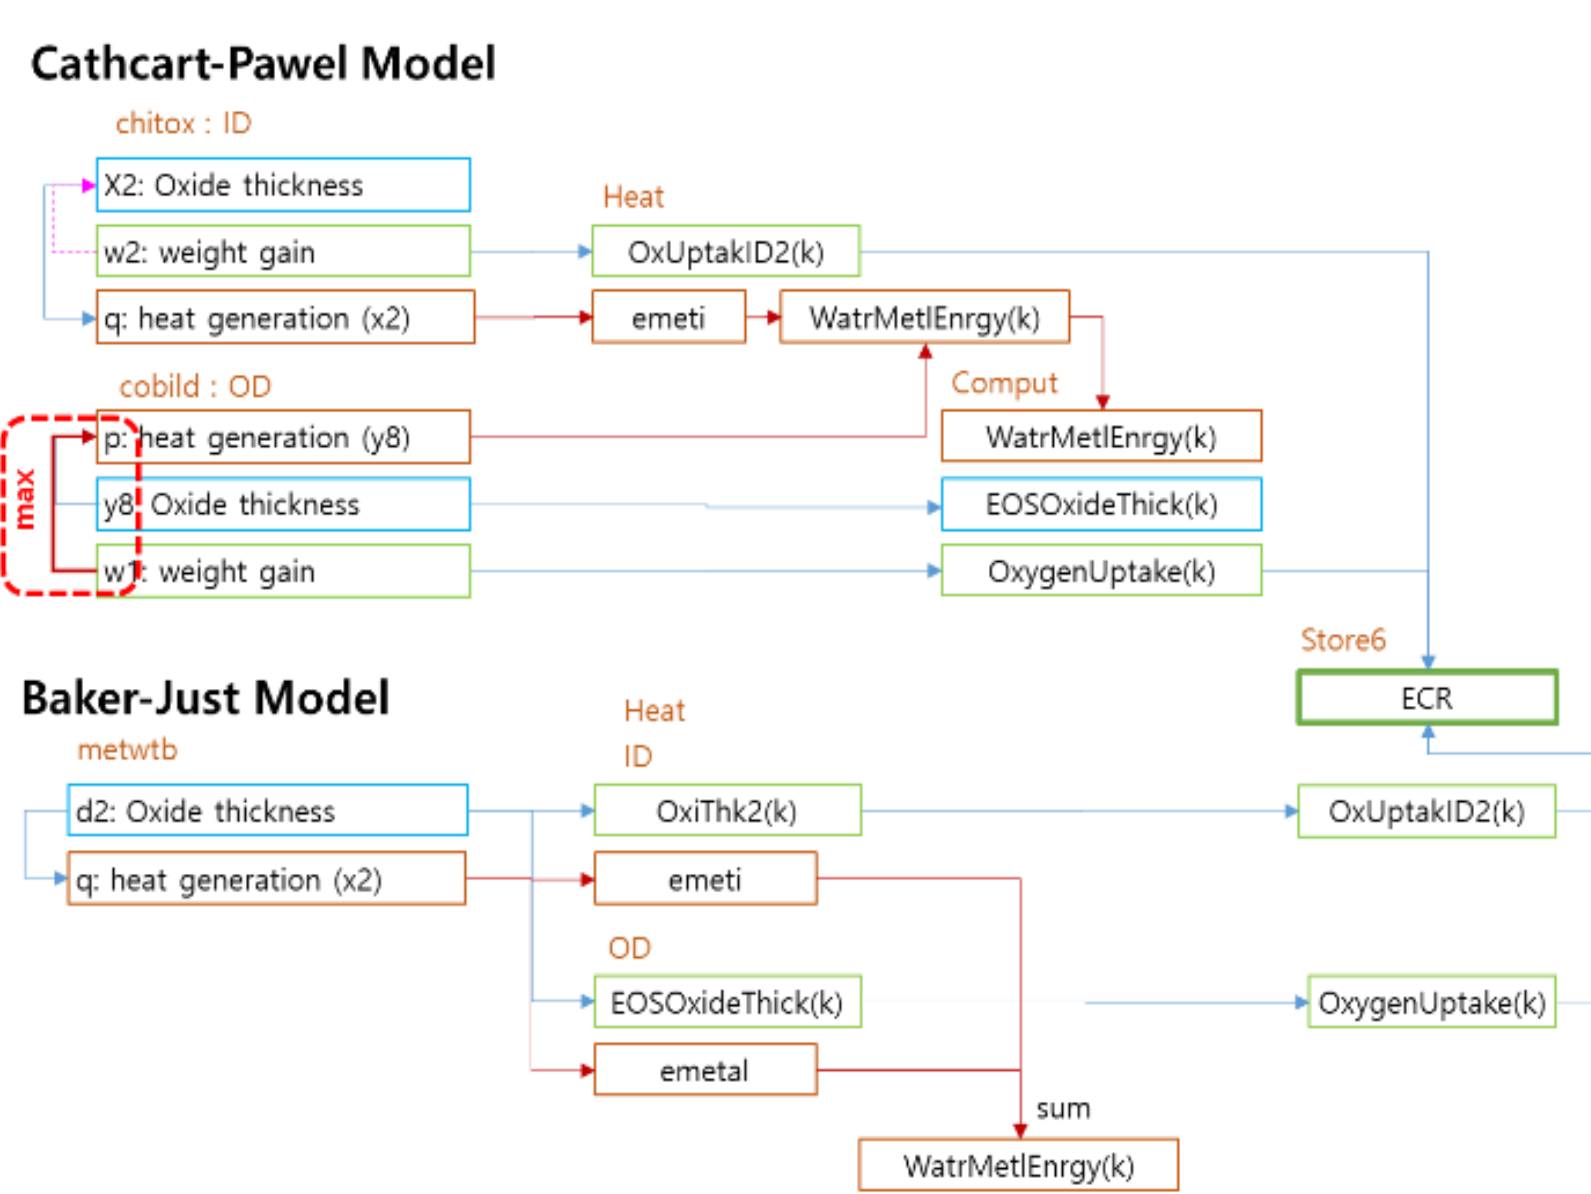 Cathcart-Pawel Model
chitox : ID
X2: Oxide thickness
Heat
w2: weight gain
OxUptakID2(k)
q: heat generation (x2)
emeti
WatrMetlEnrgy(k)
cobild : OD
Comput
p: heat generation (y8)
WatrMetlEnrgy(k)
max
y8: Oxide thickness
EOSOxideThick(k)
w1: weight gain
OxygenUptake(k)
Store6
ECR
Baker-Just Model
Heat
metwtb
ID
d2: Oxide thickness
OxiThk2(k)
OxUptakID2(k)
q: heat generation (x2)
emeti
OD
EOSOxideThick(k)
OxygenUptake(k)
emetal
sum
WatrMetlEnrgy(k)